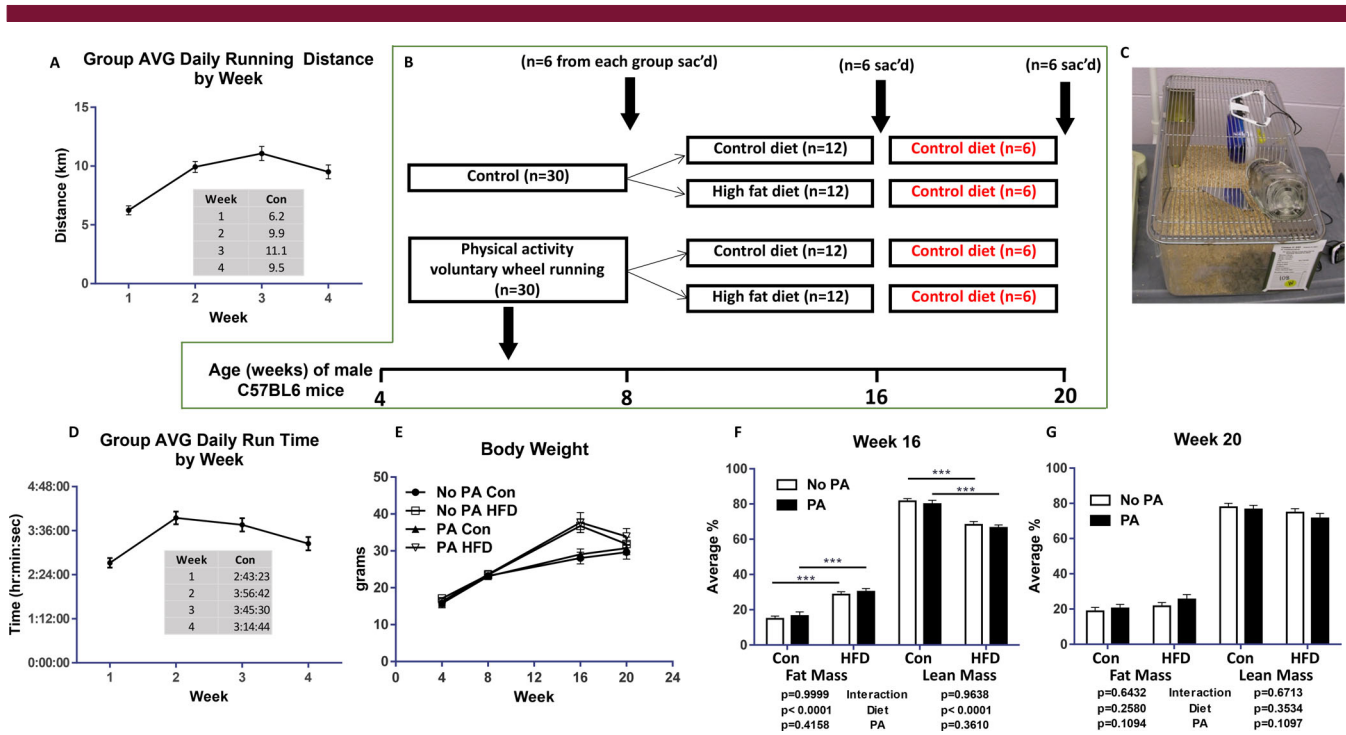 A
Group AVG Daily Running Distance
by Week
Distance (km)
15
10
5
0
Week Con
1 6.2
2 9.9
3 11.1
4 9.5
1 2 3 4
Week
B
(n=6 from each group sac'd)
(n=6 sac'd)
(n=6 sac'd)
Control (n=30)
Control diet (n=12)
Control diet (n=6)
High fat diet (n=12)
Control diet (n=6)
Physical activity
voluntary wheel running
(n=30)
Control diet (n=12)
Control diet (n=6)
High fat diet (n=12)
Control diet (n=6)
Age (weeks) of male
C57BL6 mice
4 8 16 20
C
D
Group AVG Daily Run Time
by Week
Time (hr:min:sec)
4:48:00
3:36:00
2:24:00
1:12:00
0:00:00
Week Con
1 2:43:23
2 3:56:42
3 3:45:30
4 3:14:44
1 2 3 4
Week
E
Body Weight
grams
50
40
30
20
10
0
No PA Con
No PA HFD
PA Con
PA HFD
0 4 8 12 16 20 24
Week
F
Week 16
Average %
100
80
60
40
20
0
No PA
PA
***
***
***
***
Con HFD Con HFD
Fat Mass Lean Mass
p=0.9999 Interaction p=0.9638
p< 0.0001 Diet p< 0.0001
p=0.4158 PA p=0.3610
G
Week 20
Average %
100
80
60
40
20
0
No PA
PA
Con HFD Con HFD
Fat Mass Lean Mass
p=0.6432 Interaction p=0.6713
p=0.2580 Diet p=0.3534
p=0.1094 PA p=0.1097